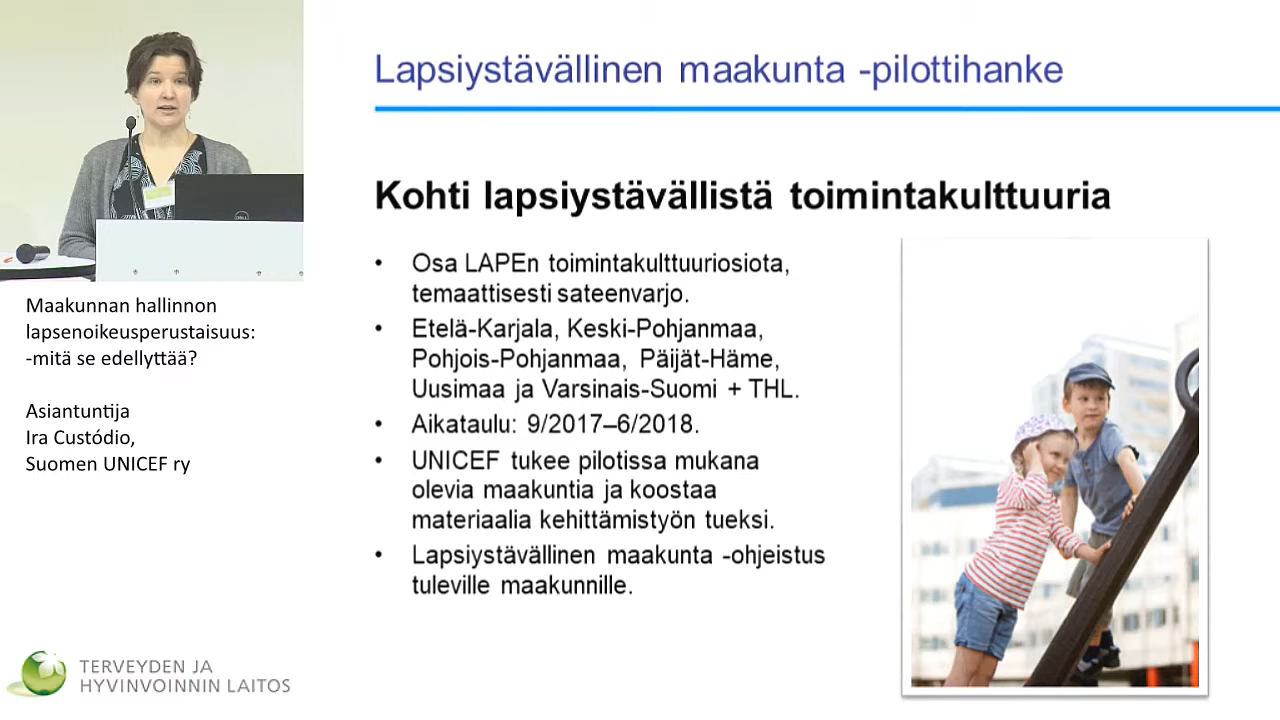 Lapsiystävällinen maakunta -pilottihanke
Kohti lapsiystävällistä toimintakulttuuria
• Osa LAPEn toimintakulttuuriosiota,
temaattisesti sateenvarjo.
• Etelä-Karjala, Keski-Pohjanmaa,
Pohjois-Pohjanmaa, Päijät-Häme,
Uusimaa ja Varsinais-Suomi + THL.
• Aikataulu: 9/2017–6/2018.
• UNICEF tukee pilotissa mukana
olevia maakuntia ja koostaa
materiaalia kehittämistyön tueksi.
• Lapsiystävällinen maakunta -ohjeistus
tuleville maakunnille.
Maakunnan hallinnon
lapsenoikeusperustaisuus:
-mitä se edellyttää?
Asiantuntija
Ira Custódio,
Suomen UNICEF ry
TERVEYDEN JA
HYVINVOINNIN LAITOS
DELL